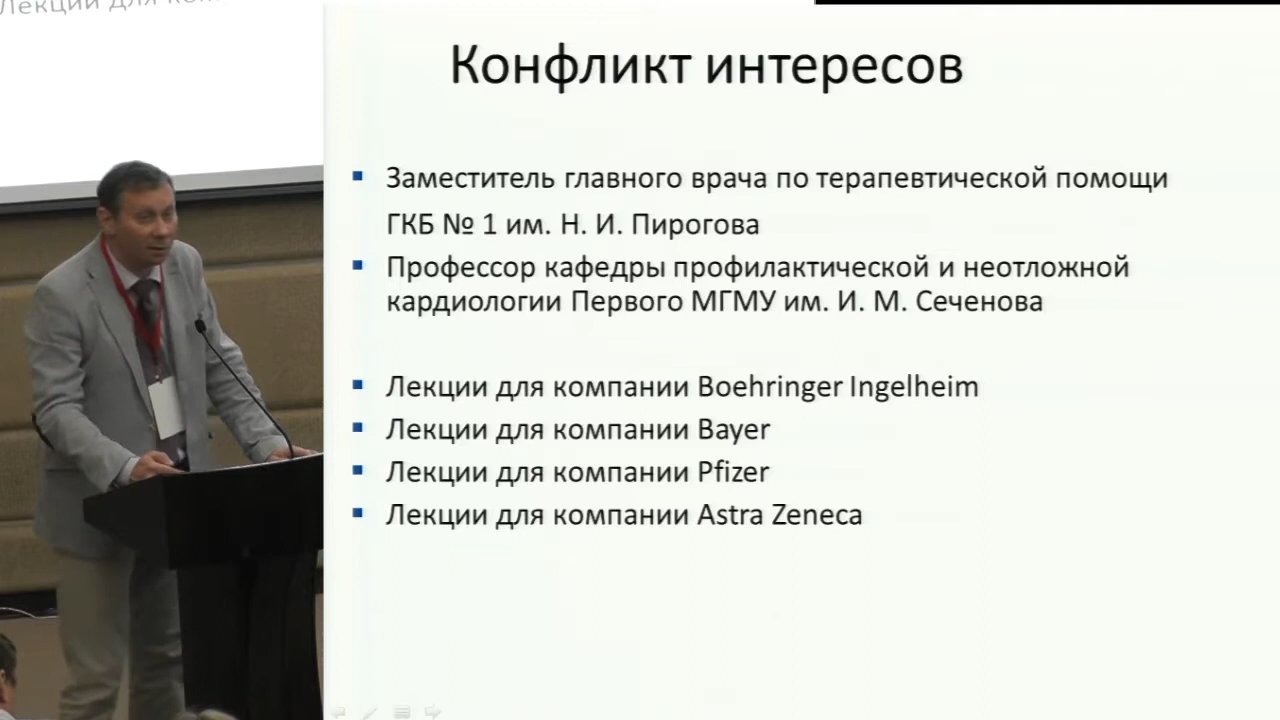 Лекции для
Конфликт интересов
Заместитель главного врача по терапевтической помощи
ГКБ № 1 им. Н. И. Пирогова
Профессор кафедры профилактической и неотложной
кардиологии Первого МГМУ им. И. М. Сеченова
Лекции для компании Boehringer Ingelheim
Лекции для компании Bayer
Лекции для компании Pfizer
Лекции для компании Astra Zeneca